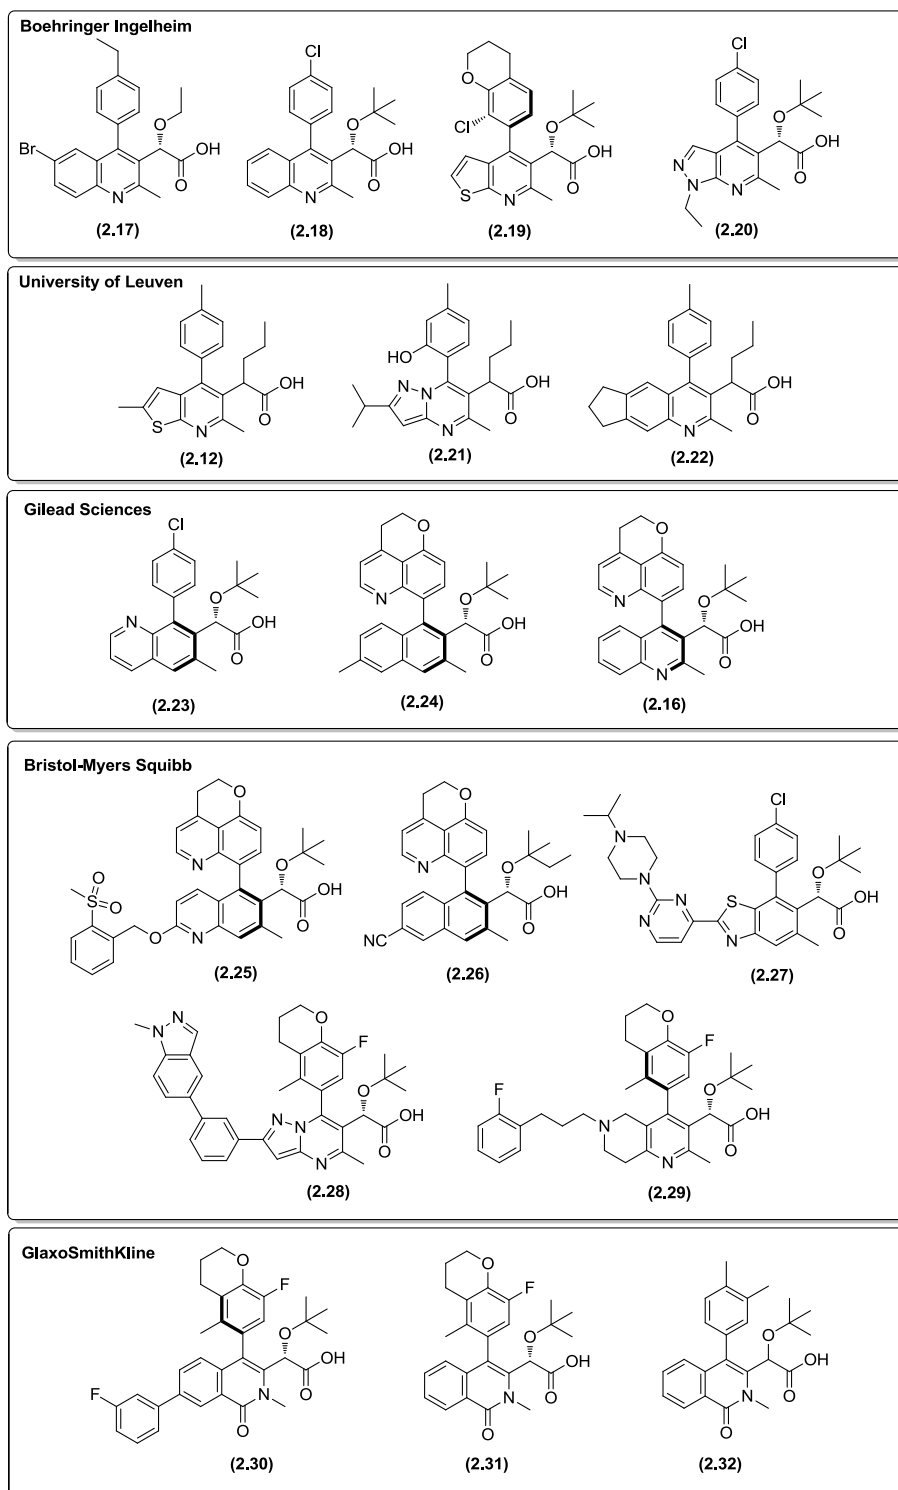 Boehringer Ingelheim
Cl
O
O
Cl
O
O
Cl
O
Br
OH
O
N
(2.17)
OH
O
N
(2.18)
OH
O
S
N
(2.19)
OH
O
N
N
N
(2.20)
University of Leuven
OH
O
S
N
(2.12)
HO
N
N
N
OH
O
(2.21)
OH
O
N
(2.22)
Gilead Sciences
Cl
O
N
OH
O
(2.23)
O
N
O
OH
O
(2.24)
O
N
O
OH
O
N
(2.16)
Bristol-Myers Squibb
O
N
O
OH
O
O
S
O
O
N
(2.25)
O
N
O
OH
O
NC
(2.26)
Cl
N
N
N
N
S
N
O
OH
O
(2.27)
N
N
O
F
O
OH
O
N
N
N
(2.28)
O
F
F
O
OH
O
N
N
(2.29)
GlaxoSmithKline
O
F
O
OH
O
F
N
O
(2.30)
O
F
O
OH
O
N
O
(2.31)
O
OH
O
N
O
(2.32)